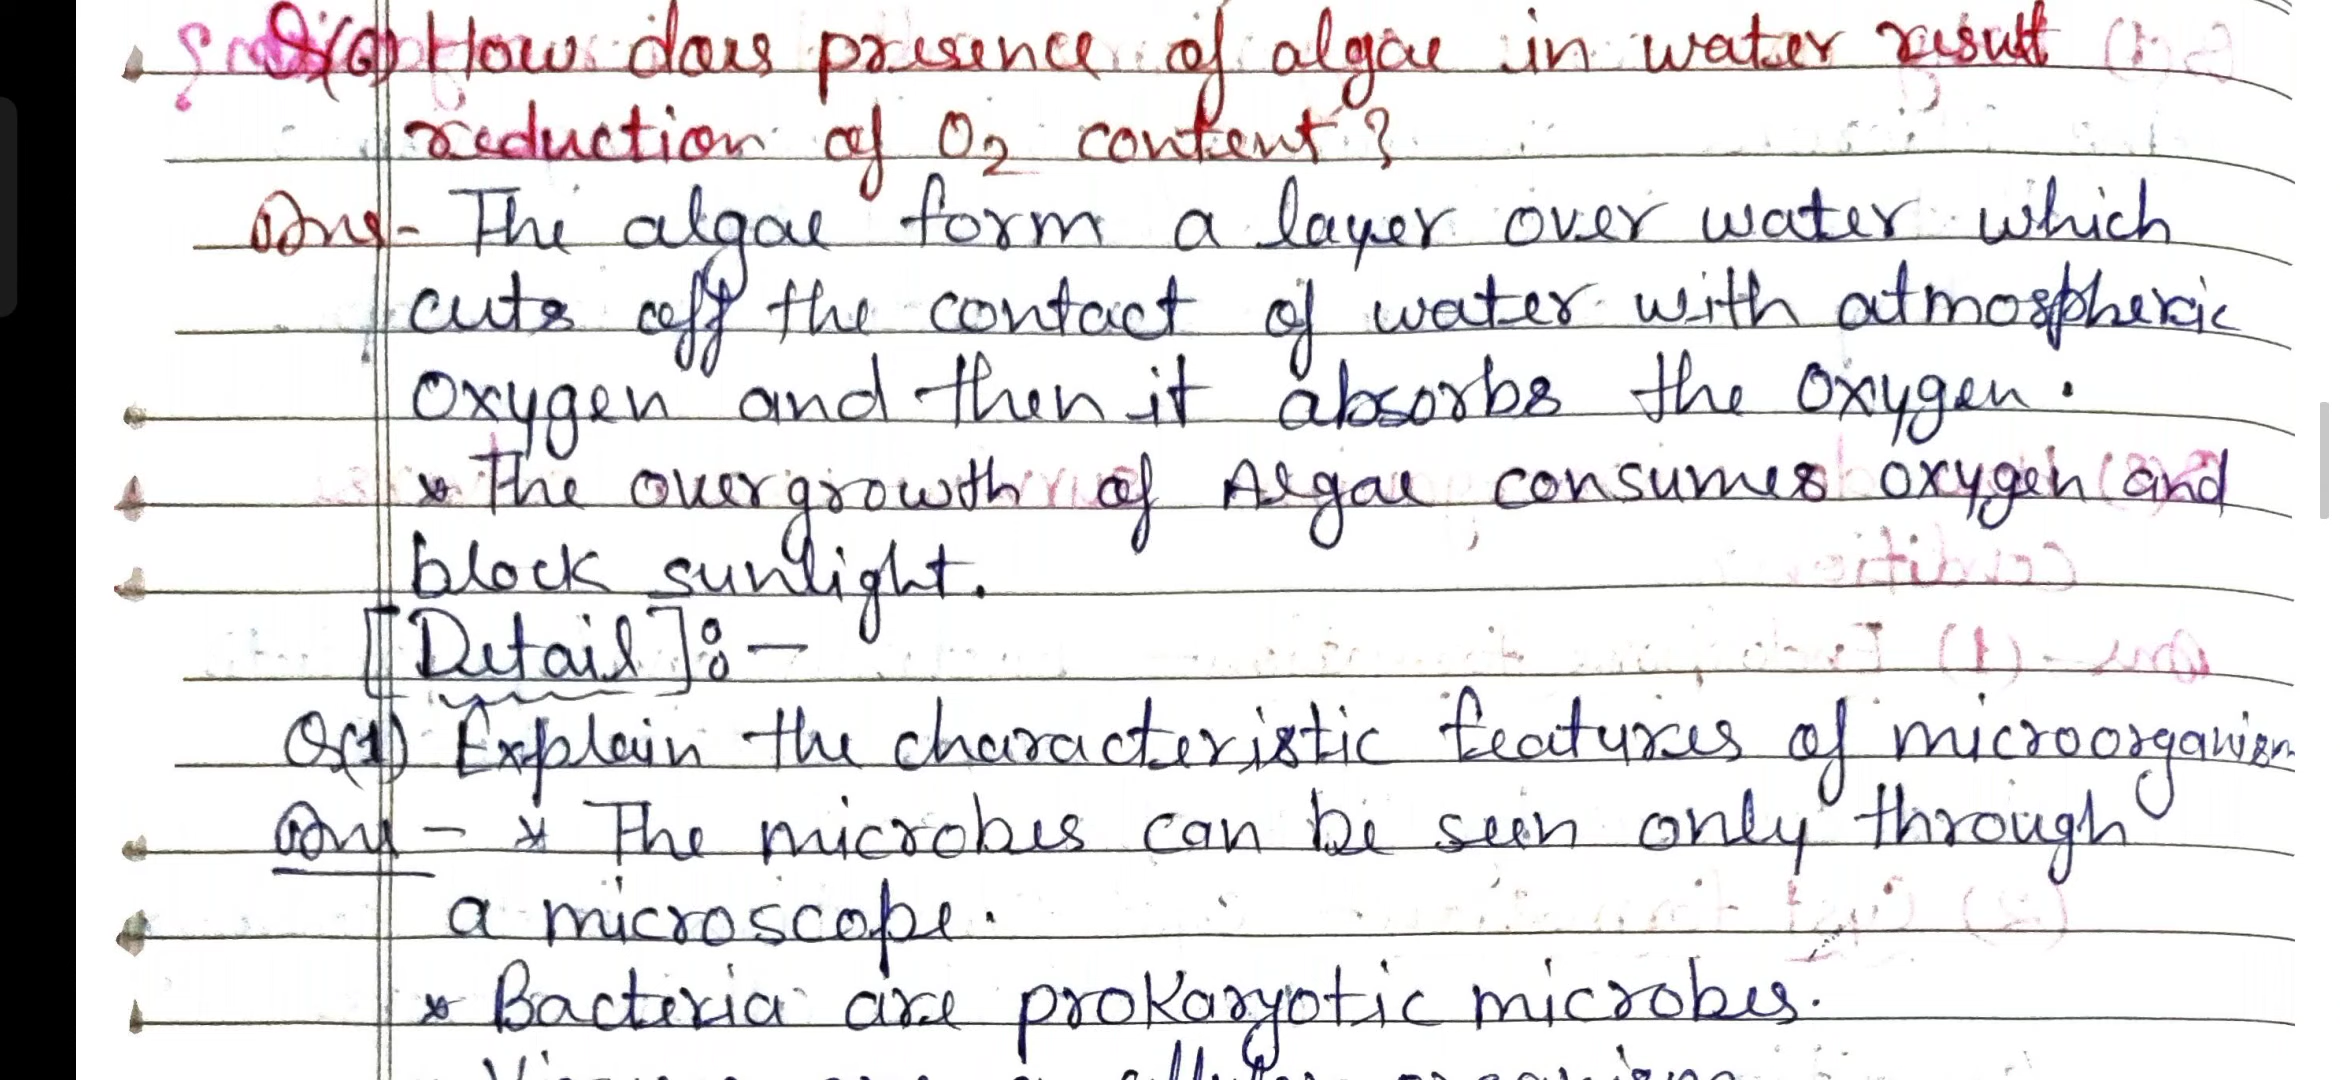 Q(6) How does presence of algae in water result
reduction of O2 content?
Ans- The algae form a layer over water which
cuts off the contact of water with atmospheric
oxygen and then it absorbs the oxygen.
* The overgrowth of Algae consumes oxygen and
block sunlight.
[Detail]:-
Q(1) Explain the characteristic features of microorganism
Ans - * The microbes can be seen only through
a microscope.
* Bacteria are prokaryotic microbes.